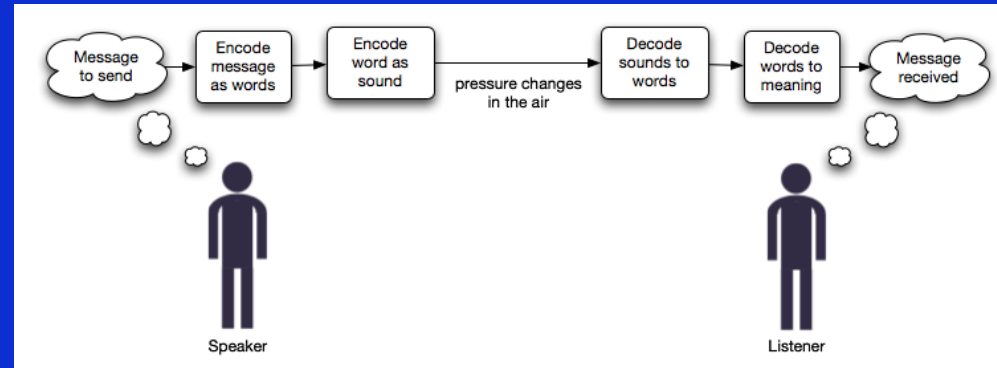 Message
to send
Encode
message
as words
Encode
word as
sound
pressure changes
in the air
Decode
sounds to
words
Decode
words to
meaning
Message
received
Speaker
Listener